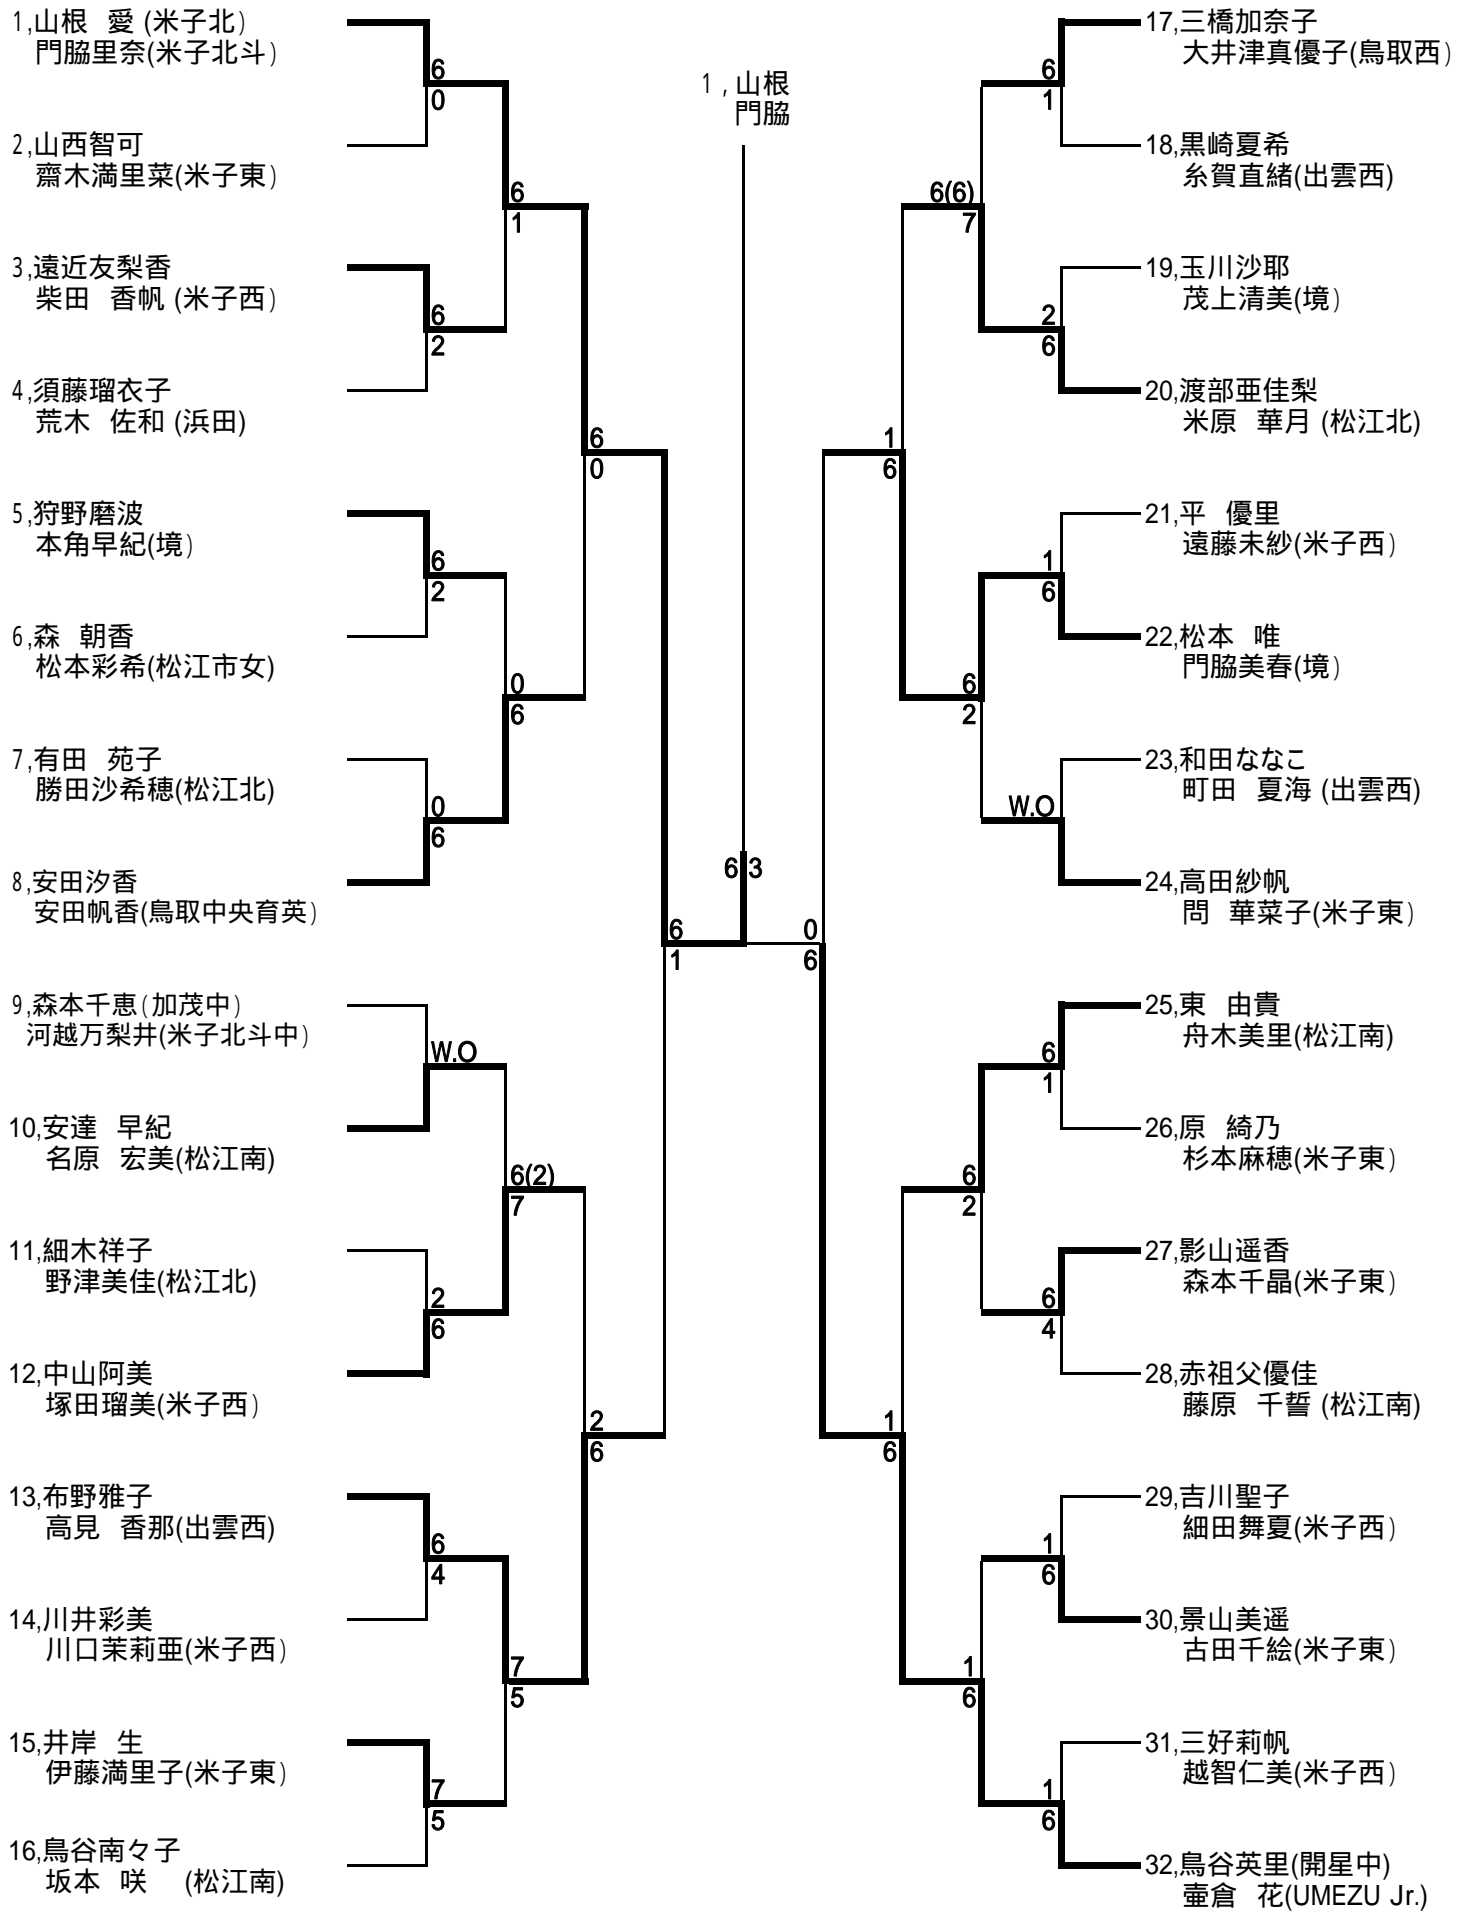 1,山根 愛 (米子北)
門脇里奈(米子北斗)
6
0
2,山西智可
齋木満里菜(米子東)
6
1
3,遠近友梨香
柴田 香帆 (米子西)
6
2
4,須藤瑠衣子
荒木 佐和 (浜田)
6
0
5,狩野磨波
本角早紀(境)
6
2
6,森 朝香
松本彩希(松江市女)
0
6
7,有田 苑子
勝田沙希穂(松江北)
0
6
8,安田汐香
安田帆香(鳥取中央育英)
6
1
9,森本千恵(加茂中)
河越万梨井(米子北斗中)
W.O
10,安達 早紀
名原 宏美(松江南)
6(2)
7
11,細木祥子
野津美佳(松江北)
2
6
12,中山阿美
塚田瑠美(米子西)
2
6
13,布野雅子
高見 香那(出雲西)
6
4
14,川井彩美
川口茉莉亜(米子西)
7
5
15,井岸 生
伊藤満里子(米子東)
7
5
16,鳥谷南々子
坂本 咲 (松江南)
1,山根
門脇
6 3
17,三橋加奈子
大井津真優子(鳥取西)
6
1
18,黒崎夏希
糸賀直緒(出雲西)
6(6)
7
19,玉川沙耶
茂上清美(境)
2
6
20,渡部亜佳梨
米原 華月 (松江北)
1
6
21,平 優里
遠藤未紗(米子西)
1
6
22,松本 唯
門脇美春(境)
6
2
23,和田ななこ
町田 夏海 (出雲西)
W.O
24,高田紗帆
問 華菜子(米子東)
0
6
25,東 由貴
舟木美里(松江南)
6
1
26,原 綺乃
杉本麻穂(米子東)
6
2
27,影山遥香
森本千晶(米子東)
6
4
28,赤祖父優佳
藤原 千誓 (松江南)
1
6
29,吉川聖子
細田舞夏(米子西)
1
6
30,景山美遥
古田千絵(米子東)
1
6
31,三好莉帆
越智仁美(米子西)
1
6
32,鳥谷英里(開星中)
壷倉 花(UMEZU Jr.)